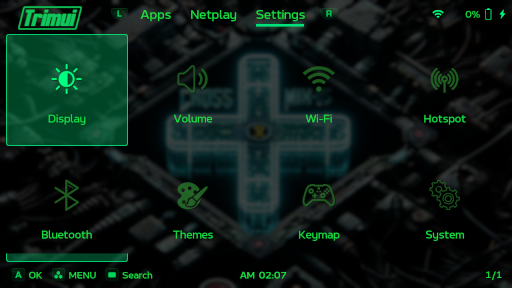 Trimui L Apps Netplay Settings R 0%
Display Volume Wi-Fi Hotspot
Bluetooth Themes Keymap System
A OK MENU Search AM 02:07 1/1